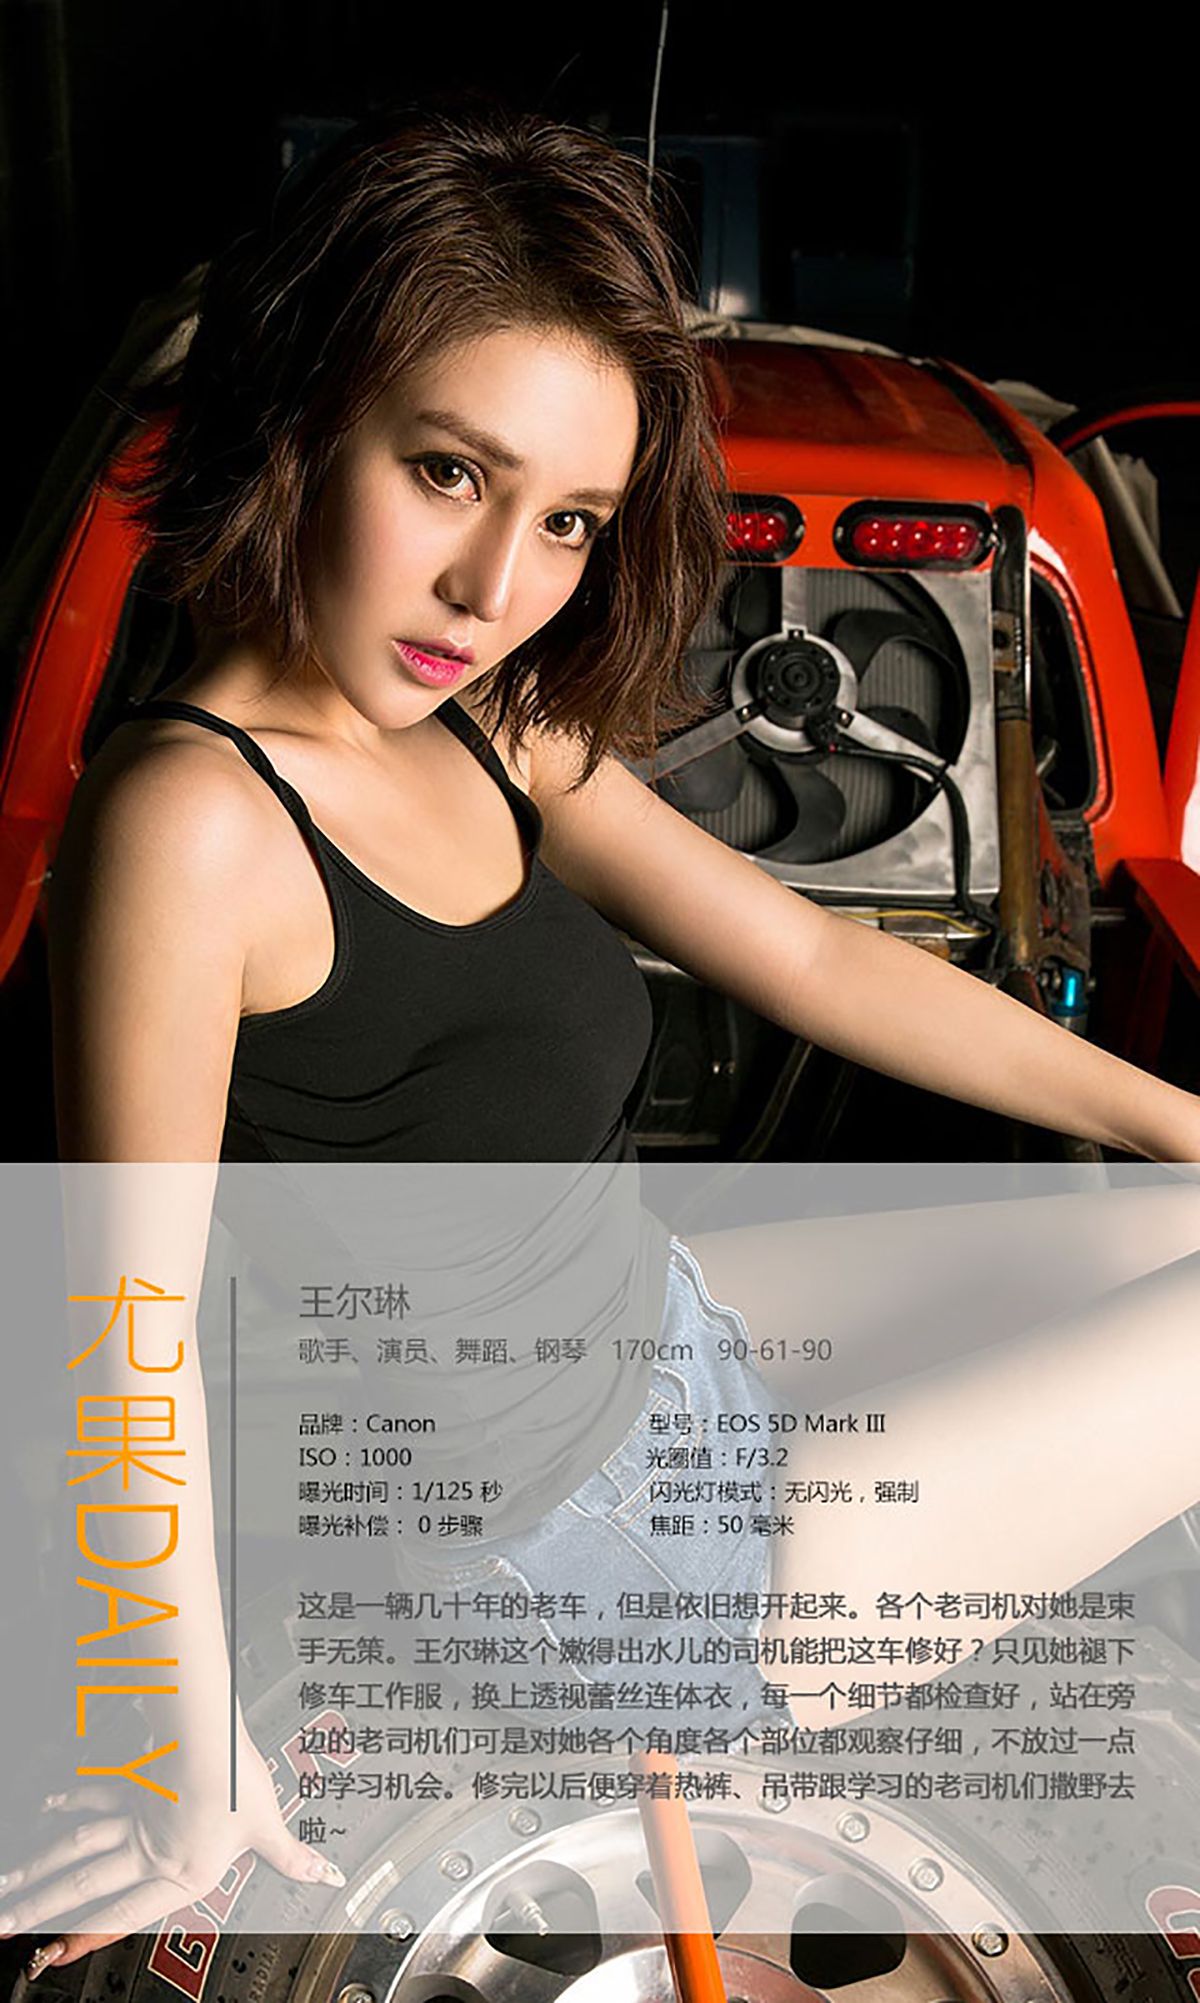 尤果DAILY
王尔琳
歌手、演员、舞蹈、钢琴 170cm 90-61-90
品牌：Canon 型号：EOS 5D Mark III
ISO：1000 光圈值：F/3.2
曝光时间：1/125 秒 闪光灯模式：无闪光，强制
曝光补偿： 0 步骤 焦距：50 毫米
这是一辆几十年的老车，但是依旧想开起来。各个老司机对她是束
手无策。王尔琳这个嫩得出水儿的司机能把这车修好？只见她褪下
修车工作服，换上透视蕾丝连体衣，每一个细节都检查好，站在旁
边的老司机们可是对她各个角度各个部位都观察仔细，不放过一点
的学习机会。修完以后便穿着热裤、吊带跟学习的老司机们撒野去
啦~